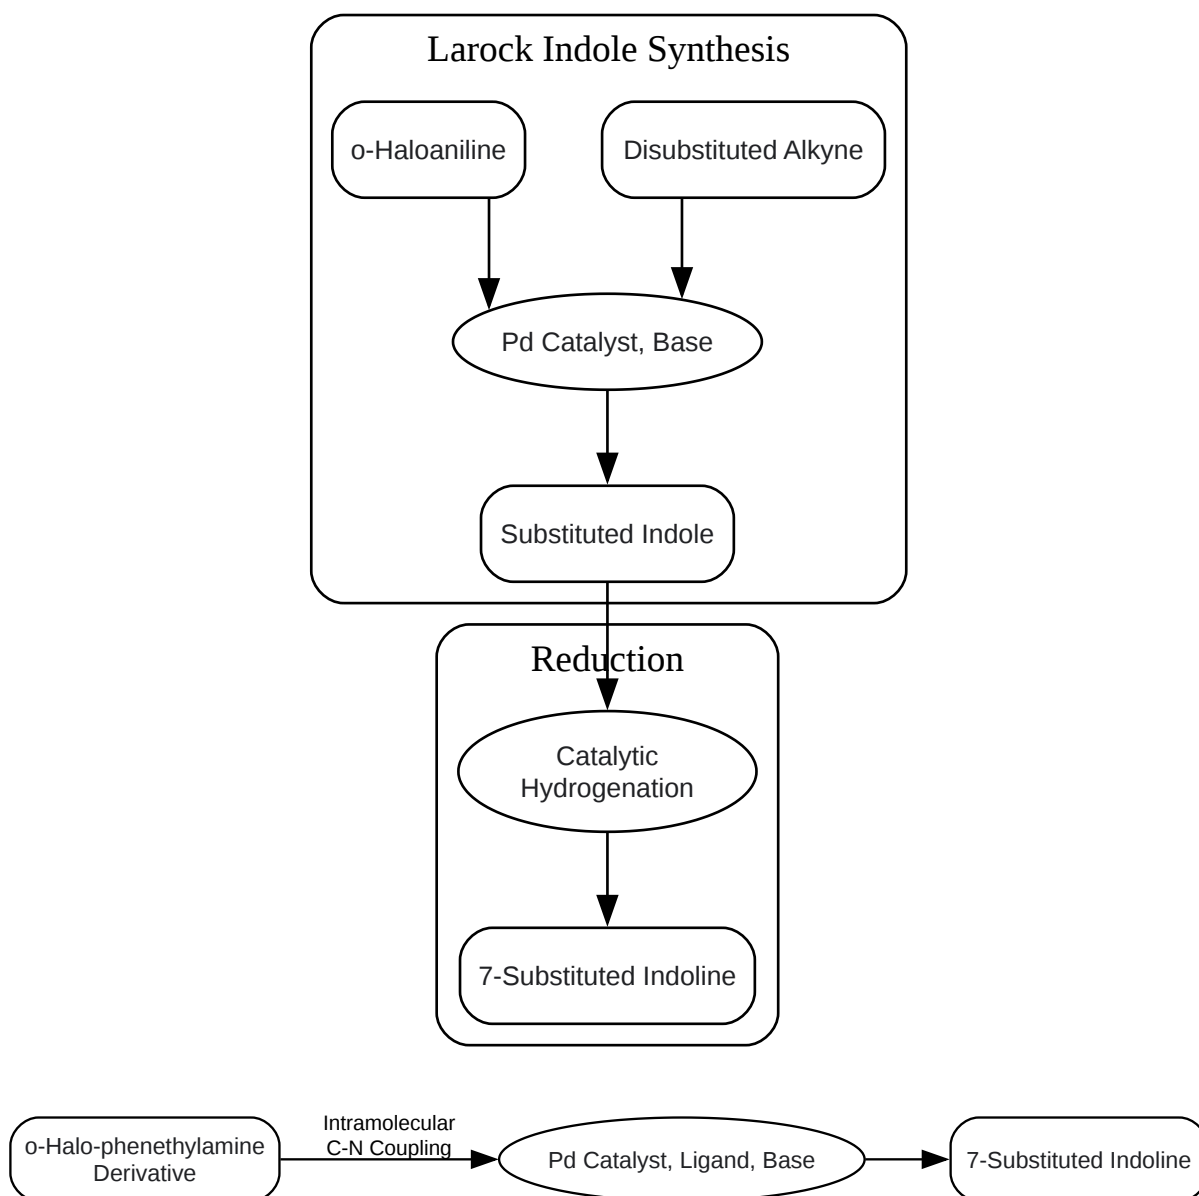 Larock Indole Synthesis
o-Haloaniline
Disubstituted Alkyne
Pd Catalyst, Base
Substituted Indole
Reduction
Catalytic
Hydrogenation
7-Substituted Indoline
o-Halo-phenethylamine
Derivative
Intramolecular
C-N Coupling
Pd Catalyst, Ligand, Base
7-Substituted Indoline